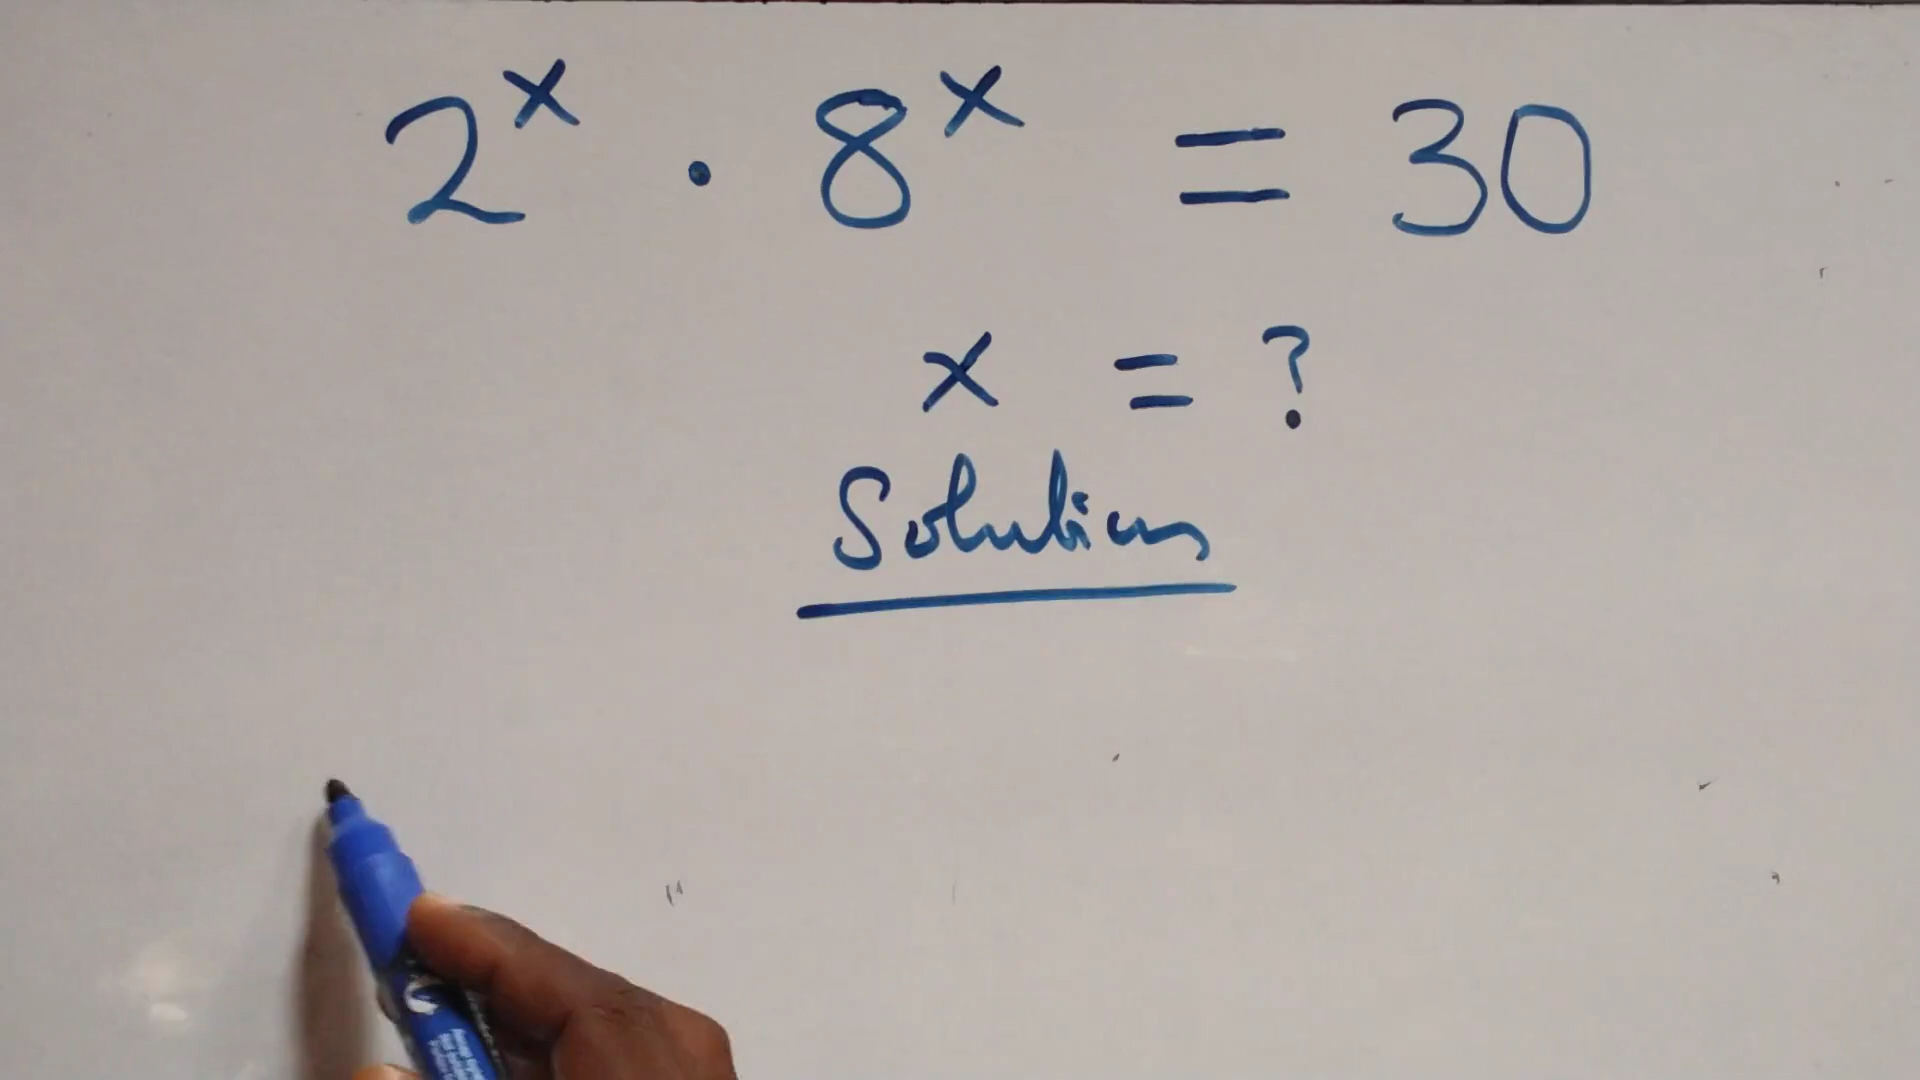 2^x · 8^x = 30
x = ?
Solution